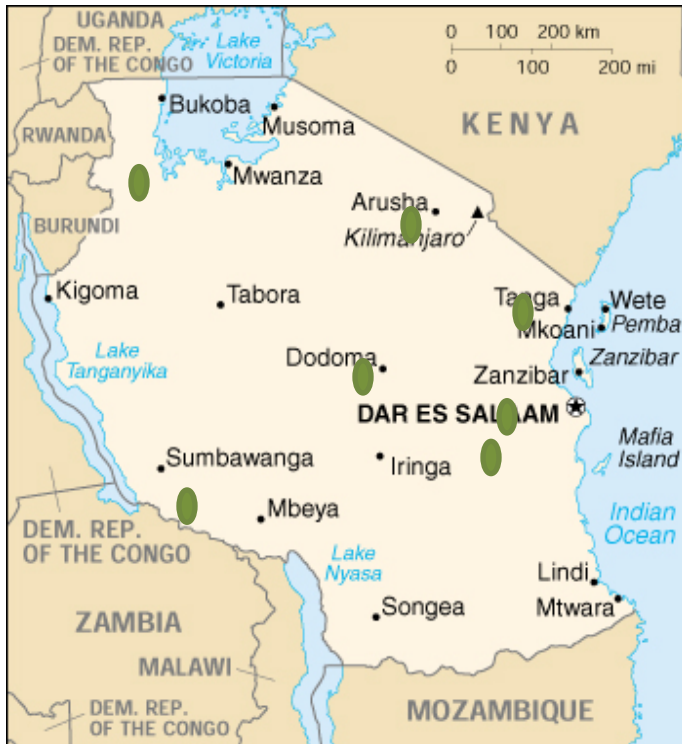 UGANDA
DEM. REP.
OF THE CONGO
Lake
Victoria
0 100 200 km
0 100 200 mi
RWANDA
Bukoba
Musoma
KENYA
Mwanza
BURUNDI
Arusha
Kilimanjaro
Kigoma
Tabora
Tanga
Wete
Mkoani
Pemba
Lake
Tanganyika
Dodoma
Zanzibar
Zanzibar
DAR ES SALAAM
Mafia
Island
Sumbawanga
Iringa
Indian
Ocean
DEM. REP.
OF THE CONGO
Mbeya
Lake
Nyasa
Lindi
Mtwara
Songea
ZAMBIA
MALAWI
DEM. REP.
OF THE CONGO
MOZAMBIQUE